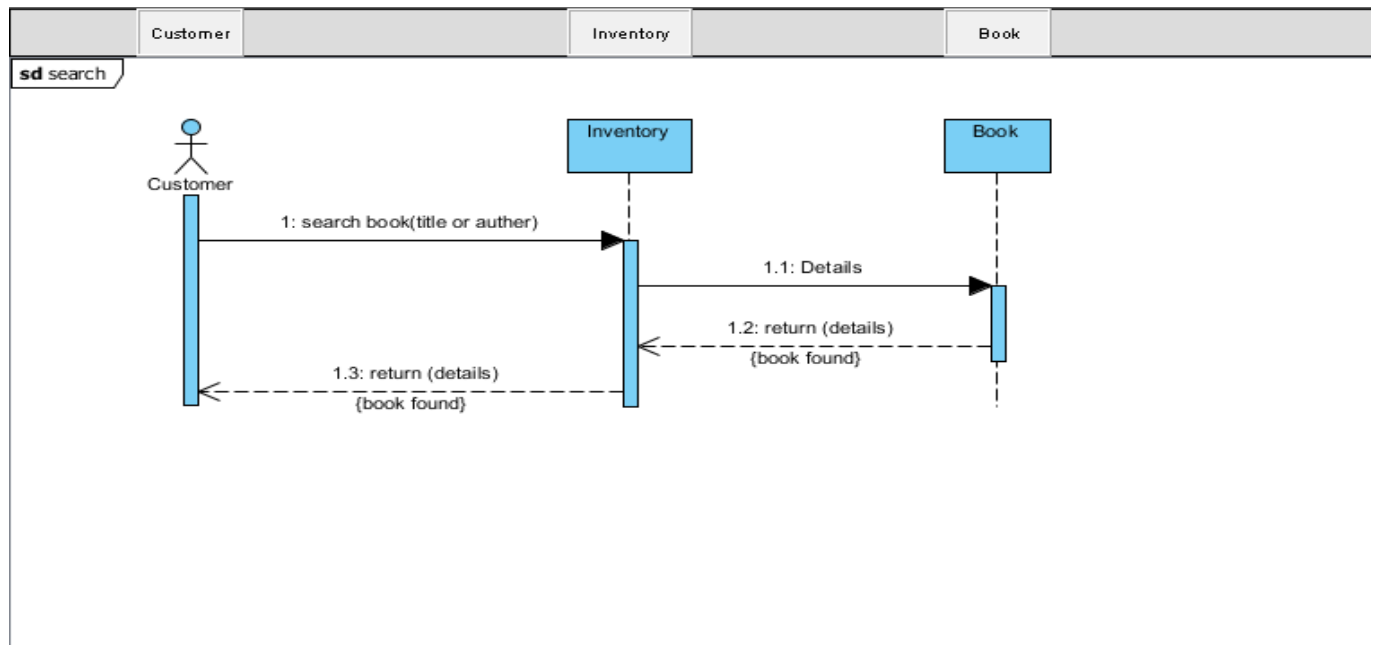 Customer Inventory Book
sd search
Customer
Inventory
Book
1: search book(title or auther)
1.1: Details
1.2: return (details)
{book found}
1.3: return (details)
{book found}